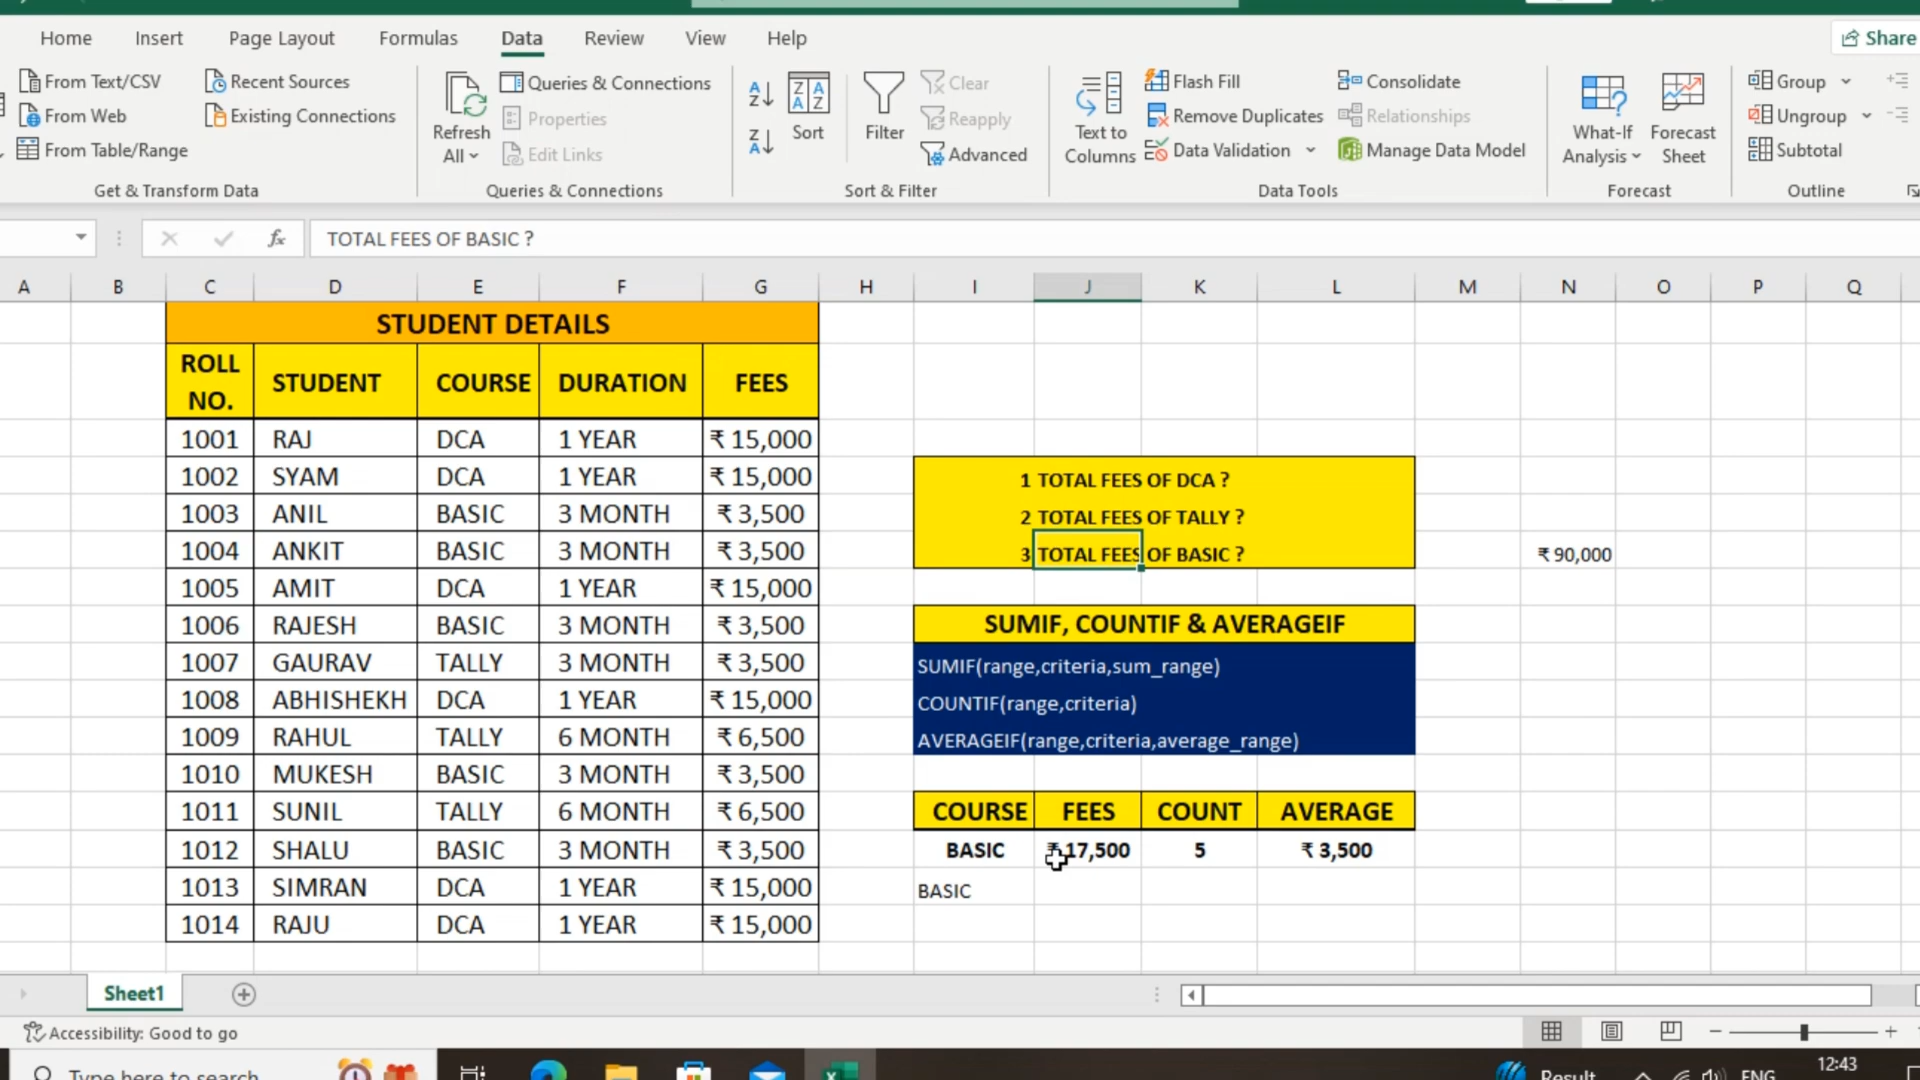 Home Insert Page Layout Formulas Data Review View Help Share
From Text/CSV
From Web
From Table/Range
Recent Sources
Existing Connections
Get & Transform Data
Refresh
All
Queries & Connections
Properties
Edit Links
Queries & Connections
Sort
Filter
Clear
Reapply
Advanced
Sort & Filter
Text to
Columns
Flash Fill
Remove Duplicates
Data Validation
Consolidate
Relationships
Manage Data Model
Data Tools
What-If
Analysis
Forecast
Sheet
Forecast
Group
Ungroup
Subtotal
Outline
fx TOTAL FEES OF BASIC ?
A B C D E F G H I J K L M N O P Q
STUDENT DETAILS
ROLL NO. STUDENT COURSE DURATION FEES
1001 RAJ DCA 1 YEAR ₹ 15,000
1002 SYAM DCA 1 YEAR ₹ 15,000
1003 ANIL BASIC 3 MONTH ₹ 3,500
1004 ANKIT BASIC 3 MONTH ₹ 3,500
1005 AMIT DCA 1 YEAR ₹ 15,000
1006 RAJESH BASIC 3 MONTH ₹ 3,500
1007 GAURAV TALLY 3 MONTH ₹ 3,500
1008 ABHISHEKH DCA 1 YEAR ₹ 15,000
1009 RAHUL TALLY 6 MONTH ₹ 6,500
1010 MUKESH BASIC 3 MONTH ₹ 3,500
1011 SUNIL TALLY 6 MONTH ₹ 6,500
1012 SHALU BASIC 3 MONTH ₹ 3,500
1013 SIMRAN DCA 1 YEAR ₹ 15,000
1014 RAJU DCA 1 YEAR ₹ 15,000
1 TOTAL FEES OF DCA ?
2 TOTAL FEES OF TALLY ?
3 TOTAL FEES OF BASIC ?
₹ 90,000
SUMIF, COUNTIF & AVERAGEIF
SUMIF(range,criteria,sum_range)
COUNTIF(range,criteria)
AVERAGEIF(range,criteria,average_range)
COURSE FEES COUNT AVERAGE
BASIC ₹ 17,500 5 ₹ 3,500
BASIC
Sheet1
Accessibility: Good to go
Type here to search
Result
ENG
12:43